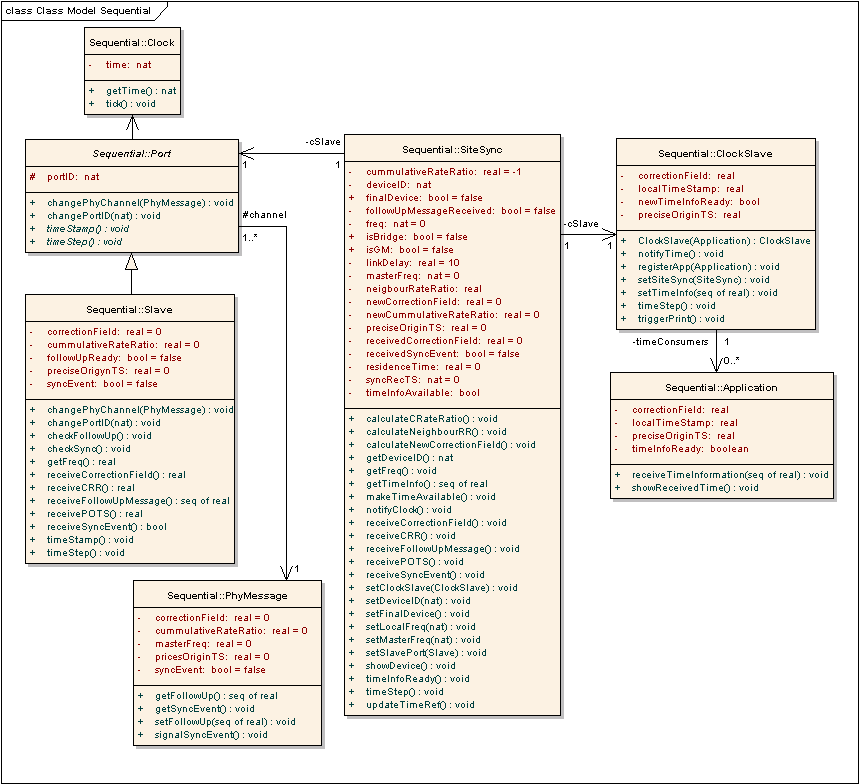 class Class Model Sequential
Sequential::Clock
- time: nat
+ getTime() : nat
+ tick() : void
Sequential::Port
# portID: nat
+ changePhyChannel(PhyMessage) : void
+ changePortID(nat) : void
+ timeStamp() : void
+ timeStep() : void
-cSlave
1
1
#channel
1..*
1
Sequential::Slave
- correctionField: real = 0
- cummulativeRateRatio: real = 0
- followUpReady: bool = false
- preciseOrigynTS: real = 0
- syncEvent: bool = false
+ changePhyChannel(PhyMessage) : void
+ changePortID(nat) : void
+ checkFollowUp() : void
+ checkSync() : void
+ getFreq() : real
+ receiveCorrectionField() : real
+ receiveCRR() : real
+ receiveFollowUpMessage() : seq of real
+ receivePOTS() : real
+ receiveSyncEvent() : bool
+ timeStamp() : void
+ timeStep() : void
Sequential::PhyMessage
- correctionField: real = 0
- cummulativeRateRatio: real = 0
- masterFreq: real = 0
- pricesOriginTS: real = 0
- syncEvent: bool = false
+ getFollowUp() : seq of real
+ getSyncEvent() : void
+ setFollowUp(seq of real) : void
+ signalSyncEvent() : void
Sequential::SiteSync
- cummulativeRateRatio: real = -1
- deviceID: nat
+ finalDevice: bool = false
- followUpMessageReceived: bool = false
- freq: nat = 0
+ isBridge: bool = false
+ isGM: bool = false
- linkDelay: real = 10
- masterFreq: nat = 0
- neigbourRateRatio: real
- newCorrectionField: real = 0
- newCummulativeRateRatio: real = 0
- preciseOriginTS: real = 0
- receivedCorrectionField: real = 0
- receivedSyncEvent: bool = false
- residenceTime: real = 0
- syncRecTS: nat = 0
- timeInfoAvailable: bool
+ calculateCRateRatio() : void
+ calculateNeighbourRR() : void
+ calculateNewCorrectionField() : void
+ getDeviceID() : nat
+ getFreq() : void
+ getTimeInfo() : seq of real
+ makeTimeAvailable() : void
+ notifyClock() : void
+ receiveCorrectionField() : void
+ receiveCRR() : void
+ receiveFollowUpMessage() : void
+ receivePOTS() : void
+ receiveSyncEvent() : void
+ setClockSlave(ClockSlave) : void
+ setDeviceID(nat) : void
+ setFinalDevice() : void
+ setLocalFreq(nat) : void
+ setMasterFreq(nat) : void
+ setSlavePort(Slave) : void
+ showDevice() : void
+ timeInfoReady() : void
+ timeStep() : void
+ updateTimeRef() : void
-cSlave
1
1
Sequential::ClockSlave
- correctionField: real
- localTimeStamp: real
- newTimeInfoReady: bool
- preciseOriginTS: real
+ ClockSlave(Application) : ClockSlave
+ notifyTime() : void
+ registerApp(Application) : void
+ setSiteSync(SiteSync) : void
+ setTimeInfo(seq of real) : void
+ timeStep() : void
+ triggerPrint() : void
-timeConsumers
1
0..*
Sequential::Application
- correctionField: real
- localTimeStamp: real
- preciseOriginTS: real
- timeInfoReady: boolean
+ receiveTimeInformation(seq of real) : void
+ showReceivedTime() : void